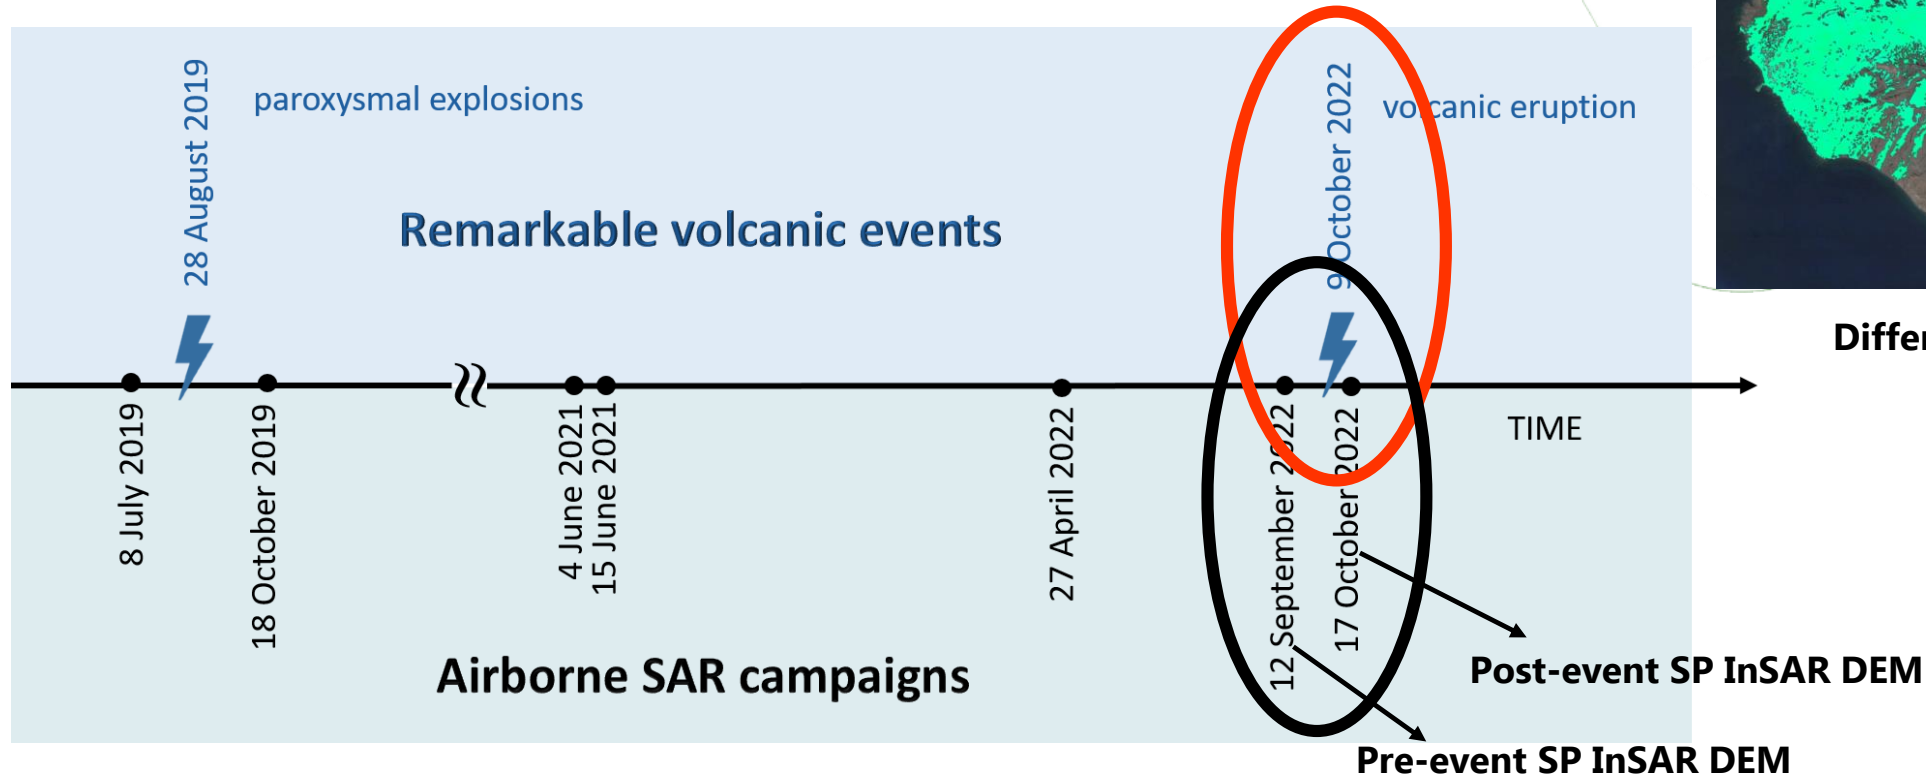 28 August 2019
paroxysmal explosions
9 October 2022
volcanic eruption
Remarkable volcanic events
TIME
8 July 2019
18 October 2019
4 June 2021
15 June 2021
27 April 2022
12 September 2022
17 October 2022
Airborne SAR campaigns
Post-event SP InSAR DEM
Pre-event SP InSAR DEM